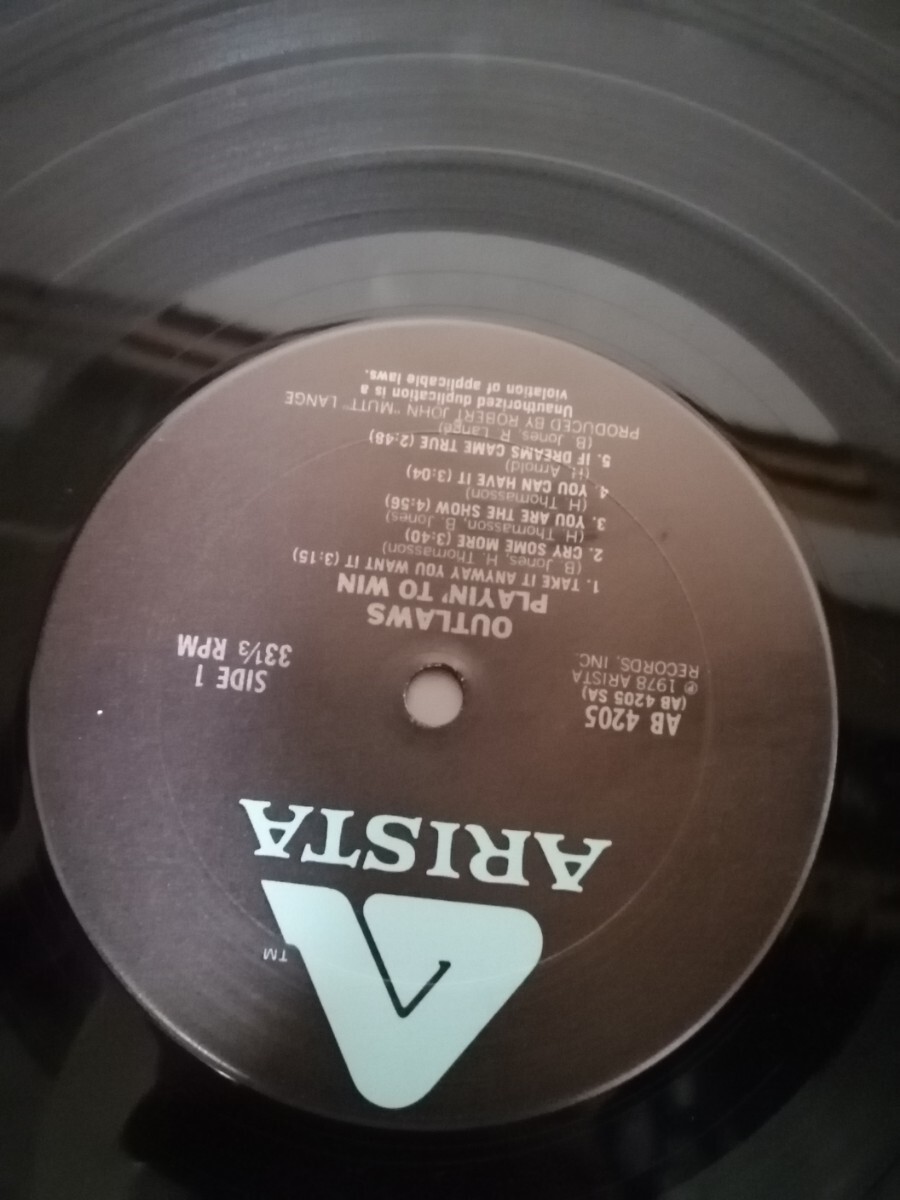 ARISTA
TM
AB 4205
(AB 4205 SA)
℗ 1978 ARISTA
RECORDS, INC.
SIDE 1
33⅓ RPM
OUTLAWS
PLAYIN' TO WIN
1. TAKE IT ANYWAY YOU WANT IT (3:15)
(B. Jones, H. Thomasson)
2. CRY SOME MORE (3:40)
(H. Thomasson, B. Jones)
3. YOU ARE THE SHOW (4:56)
(H. Thomasson)
4. YOU CAN HAVE IT (3:04)
(H. Arnold)
5. IF DREAMS CAME TRUE (2:48)
(B. Jones, R. Lange)
PRODUCED BY ROBERT JOHN "MUTT" LANGE
Unauthorized duplication is a
violation of applicable laws.